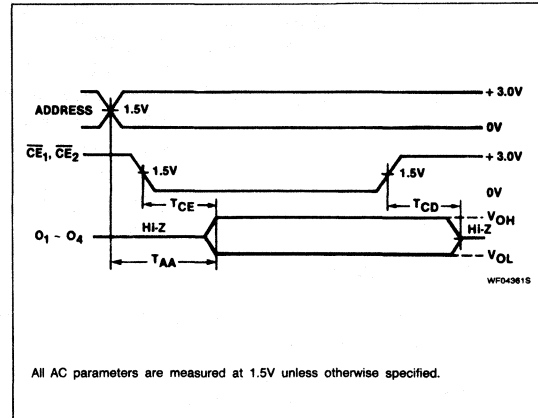 + 3.0V
ADDRESS 1.5V
0V
CE1, CE2 + 3.0V
1.5V 1.5V
0V
TCE TCD
VOH
O1 ~ O4 Hi-Z Hi-Z
TAA VOL
WF04361S
All AC parameters are measured at 1.5V unless otherwise specified.